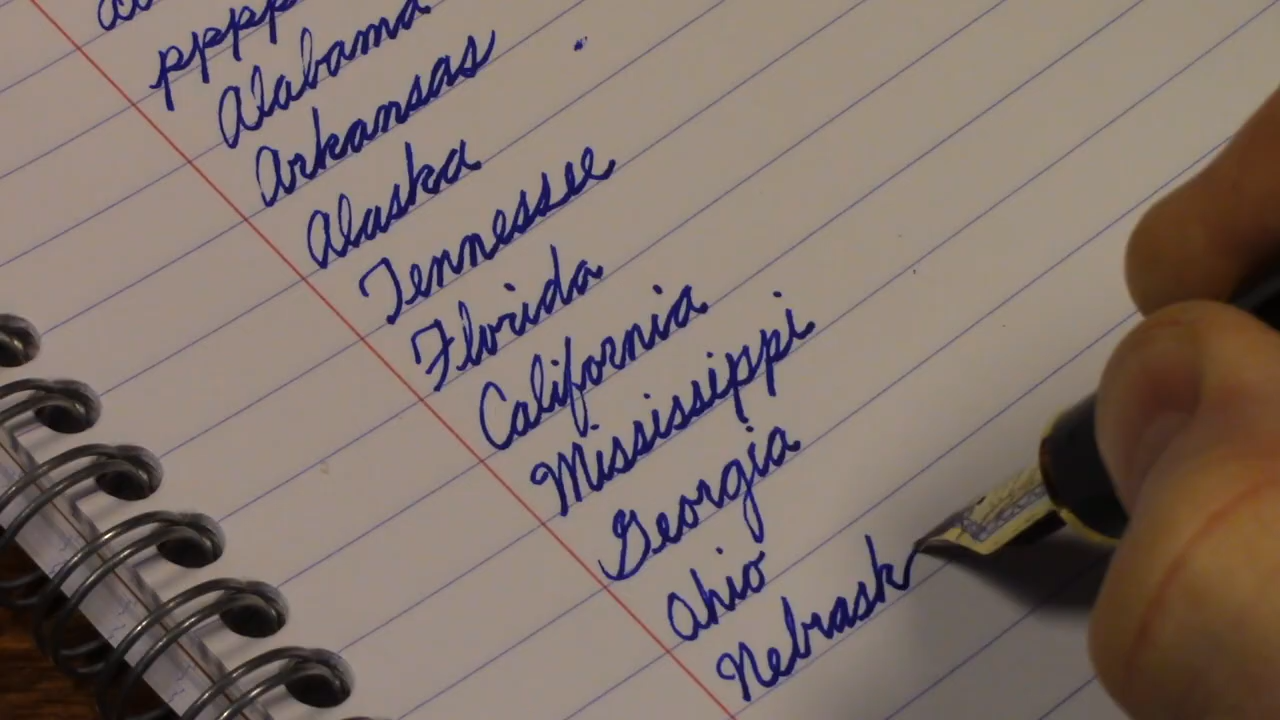 pppp
Alabama
Arkansas
Alaska
Tennessee
Florida
California
Mississippi
Georgia
Ohio
Nebrask